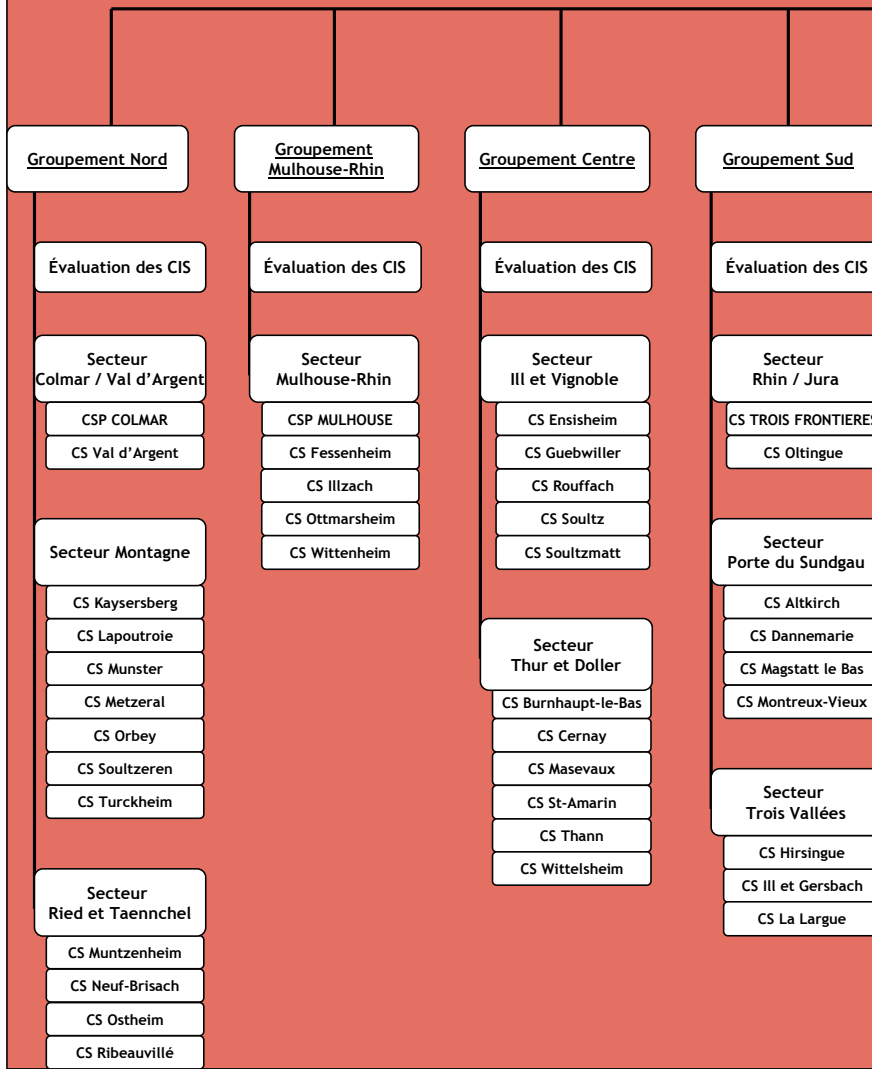 Groupement Nord
Évaluation des CIS
Secteur
Colmar / Val d’Argent
CSP COLMAR
CS Val d’Argent
Secteur Montagne
CS Kaysersberg
CS Lapoutroie
CS Munster
CS Metzeral
CS Orbey
CS Soultzeren
CS Turckheim
Secteur
Ried et Taennchel
CS Muntzenheim
CS Neuf-Brisach
CS Ostheim
CS Ribeauvillé
Groupement
Mulhouse-Rhin
Évaluation des CIS
Secteur
Mulhouse-Rhin
CSP MULHOUSE
CS Fessenheim
CS Illzach
CS Ottmarsheim
CS Wittenheim
Groupement Centre
Évaluation des CIS
Secteur
Ill et Vignoble
CS Ensisheim
CS Guebwiller
CS Rouffach
CS Soultz
CS Soultzmatt
Secteur
Thur et Doller
CS Burnhaupt-le-Bas
CS Cernay
CS Masevaux
CS St-Amarin
CS Thann
CS Wittelsheim
Groupement Sud
Évaluation des CIS
Secteur
Rhin / Jura
CS TROIS FRONTIERES
CS Oltingue
Secteur
Porte du Sundgau
CS Altkirch
CS Dannemarie
CS Magstatt le Bas
CS Montreux-Vieux
Secteur
Trois Vallées
CS Hirsingue
CS Ill et Gersbach
CS La Largue